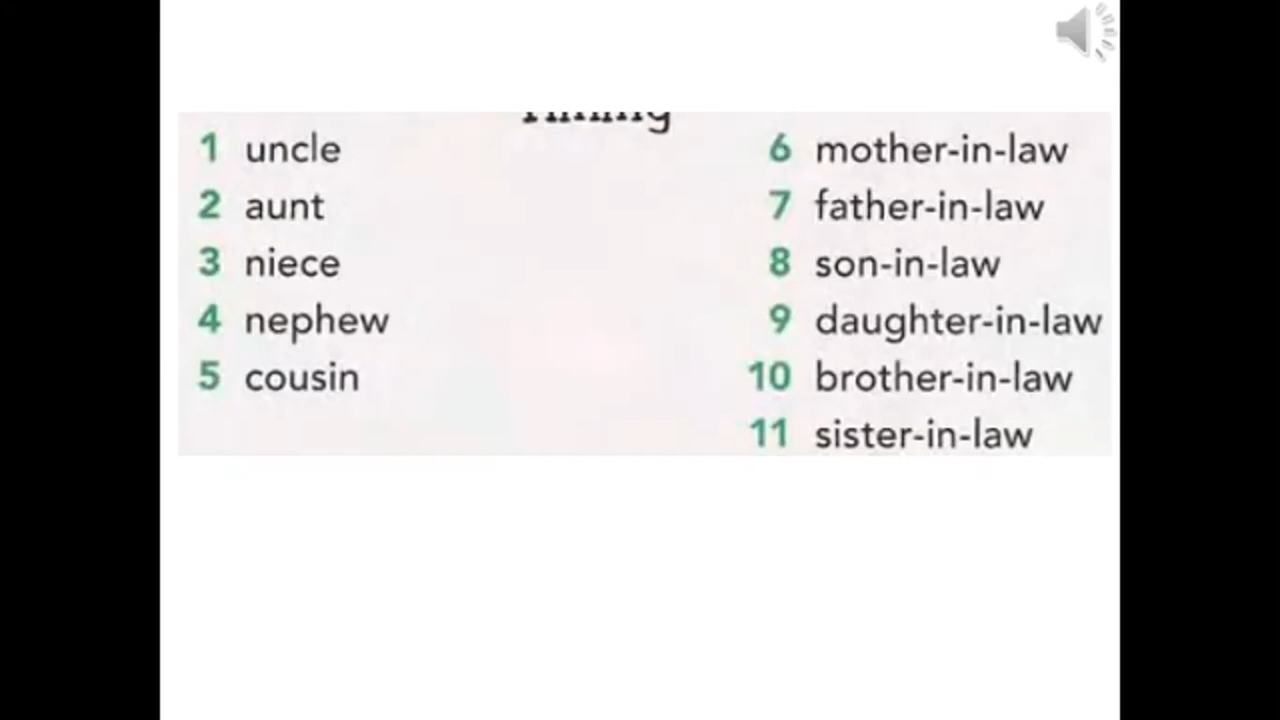 1 uncle
2 aunt
3 niece
4 nephew
5 cousin
6 mother-in-law
7 father-in-law
8 son-in-law
9 daughter-in-law
10 brother-in-law
11 sister-in-law